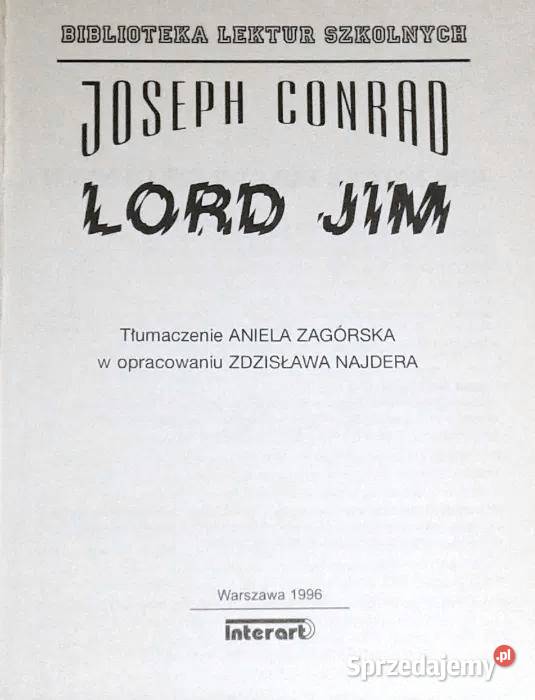 BIBLIOTEKA LEKTUR SZKOLNYCH
JOSEPH CONRAD
LORD JIM
Tłumaczenie ANIELA ZAGÓRSKA
w opracowaniu ZDZISŁAWA NAJDERA
Warszawa 1996
Interart
Sprzedajemy.pl